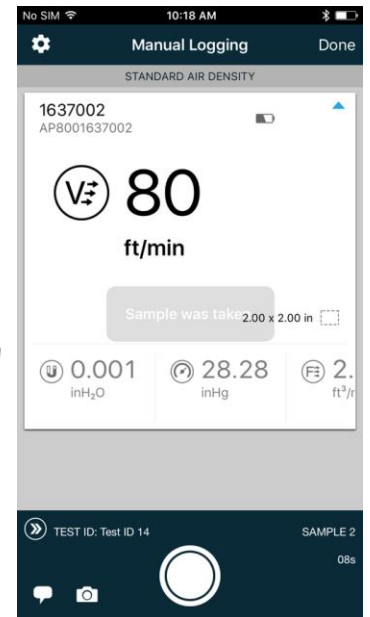 No SIM 10:18 AM
Manual Logging Done
STANDARD AIR DENSITY
1637002
AP8001637002
80
ft/min
Sample was taken
2.00 x 2.00 in
0.001 28.28 2.
inH₂O inHg ft³/
TEST ID: Test ID 14 SAMPLE 2
08s